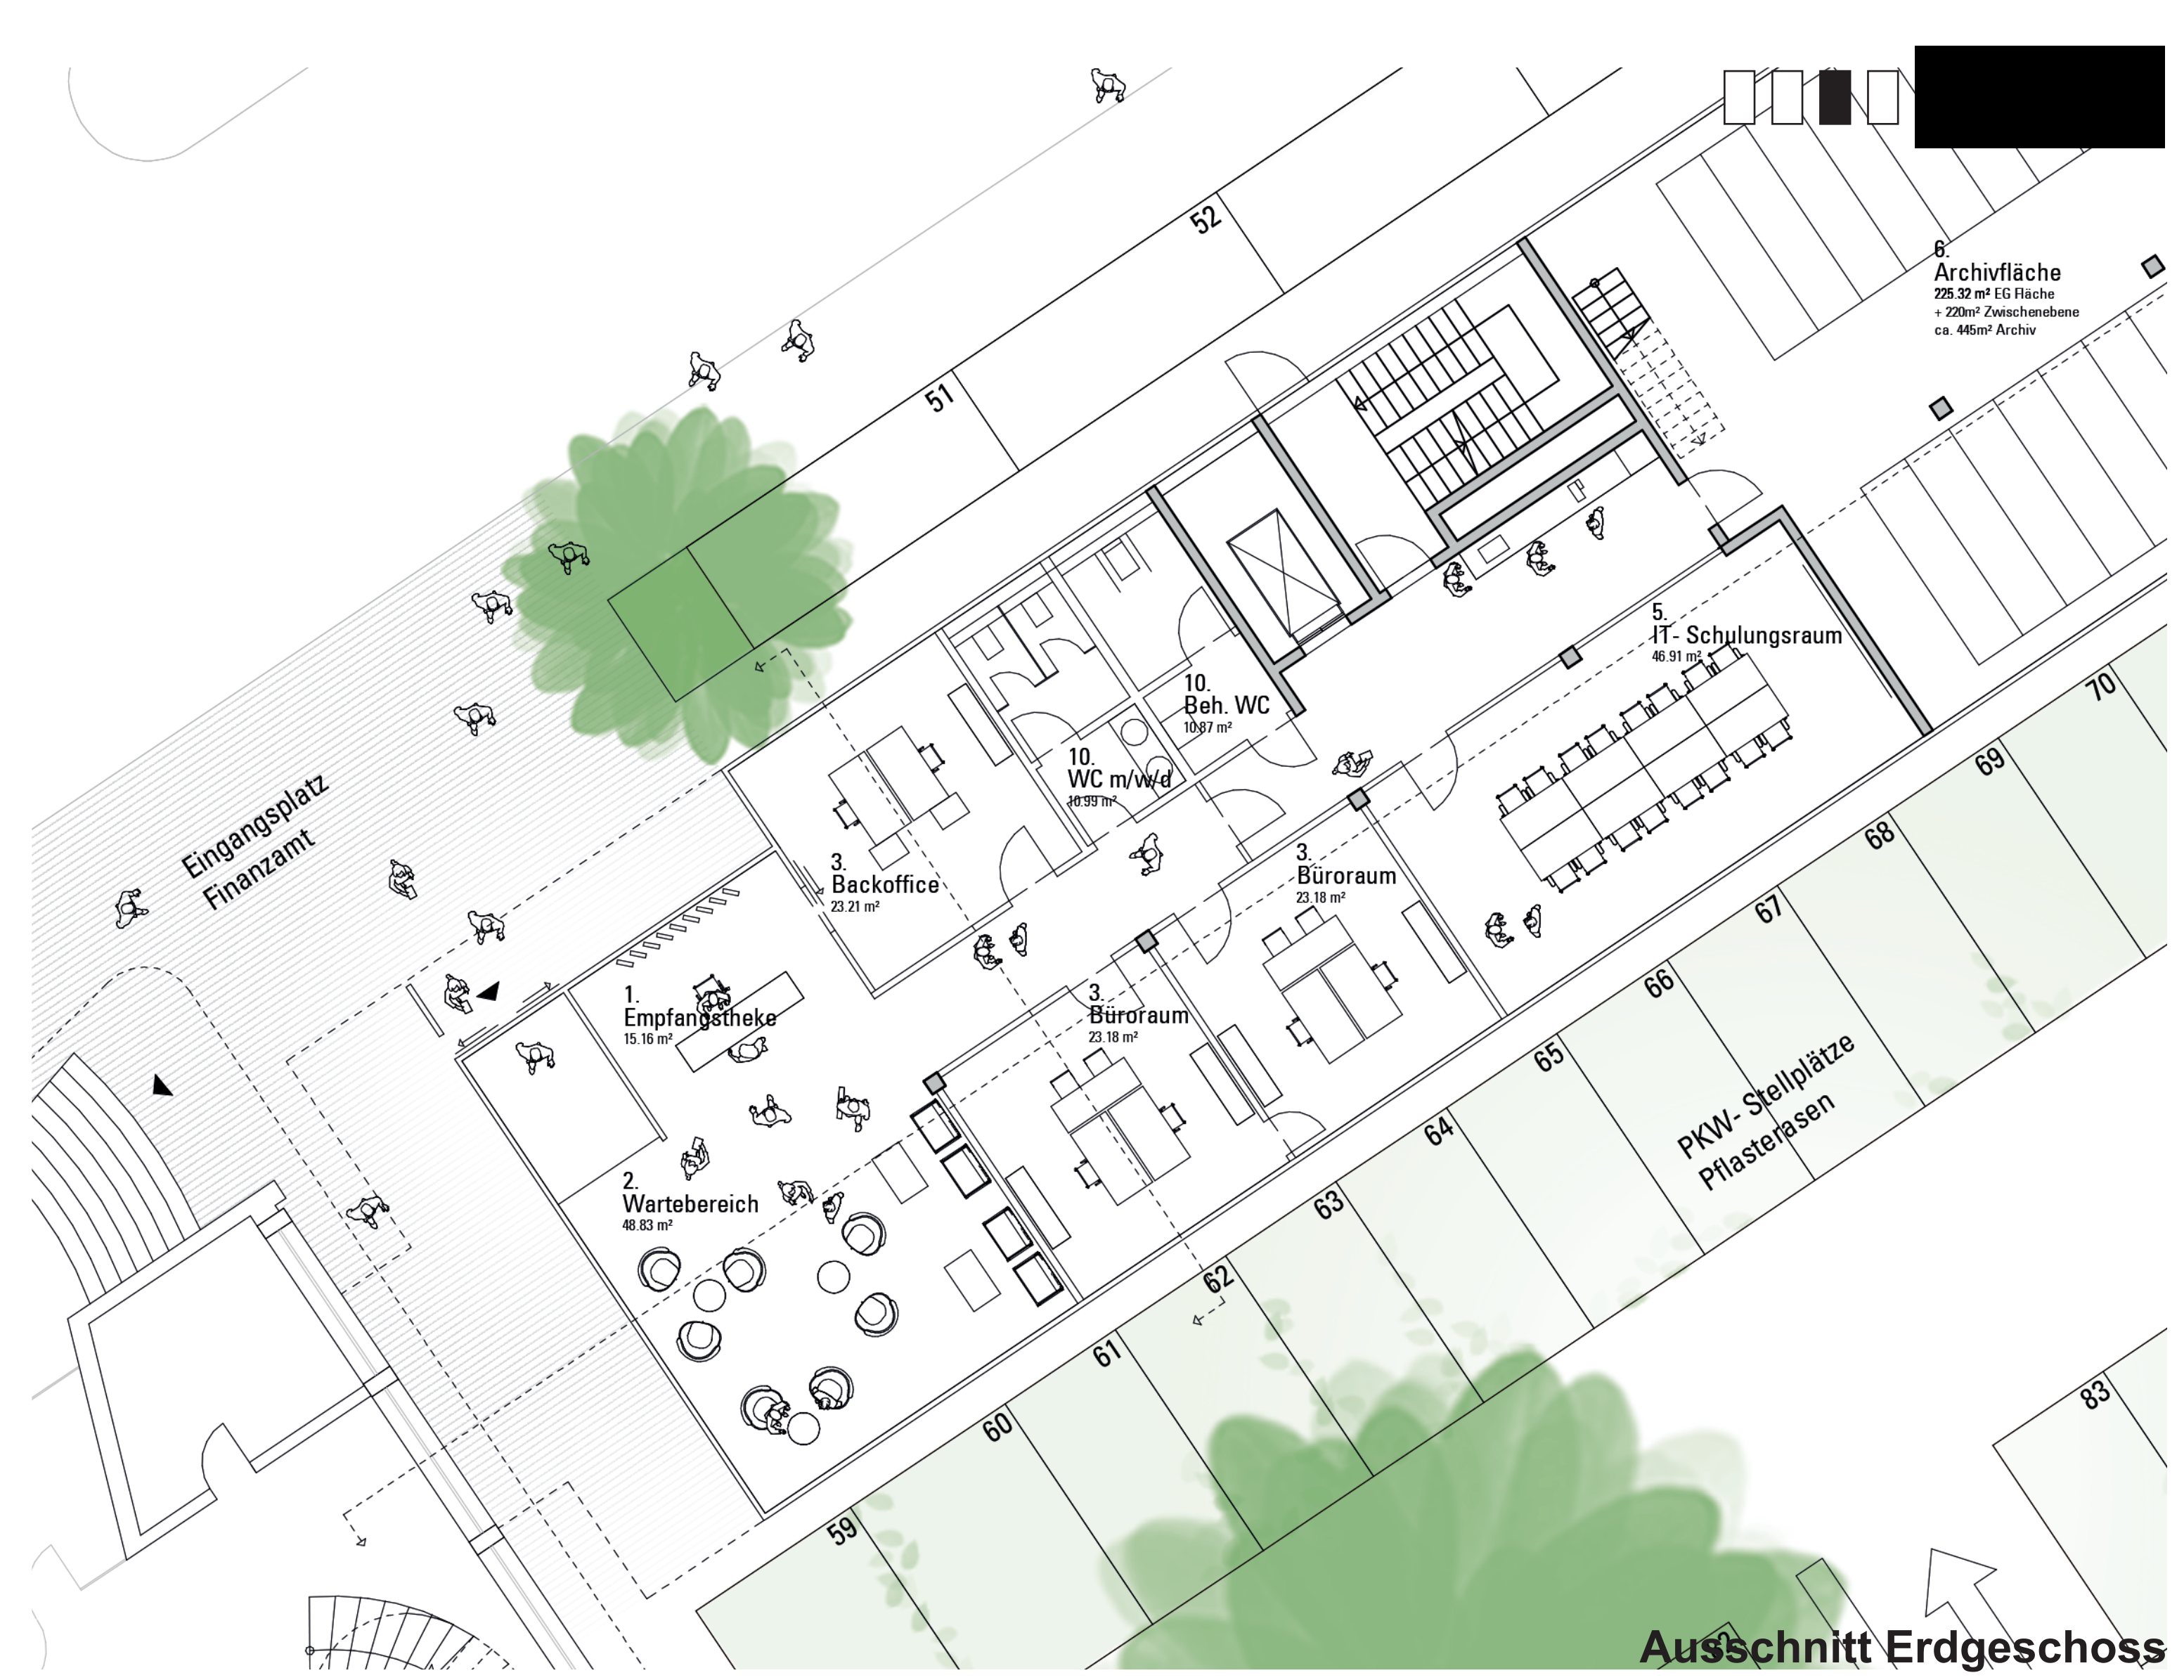 52
51
6.
Archivfläche
225.32 m² EG Fläche
+ 220m² Zwischenebene
ca. 445m² Archiv
5.
IT- Schulungsraum
46.91 m²
10.
Beh. WC
10.87 m²
10.
WC m/w/d
10.99 m²
Eingangsplatz
Finanzamt
3.
Backoffice
23.21 m²
3.
Büroraum
23.18 m²
1.
Empfangstheke
15.16 m²
3.
Büroraum
23.18 m²
2.
Wartebereich
48.83 m²
70
69
68
67
66
65
64
63
62
61
60
59
PKW- Stellplätze
Pflasterasen
83
Ausschnitt Erdgeschoss